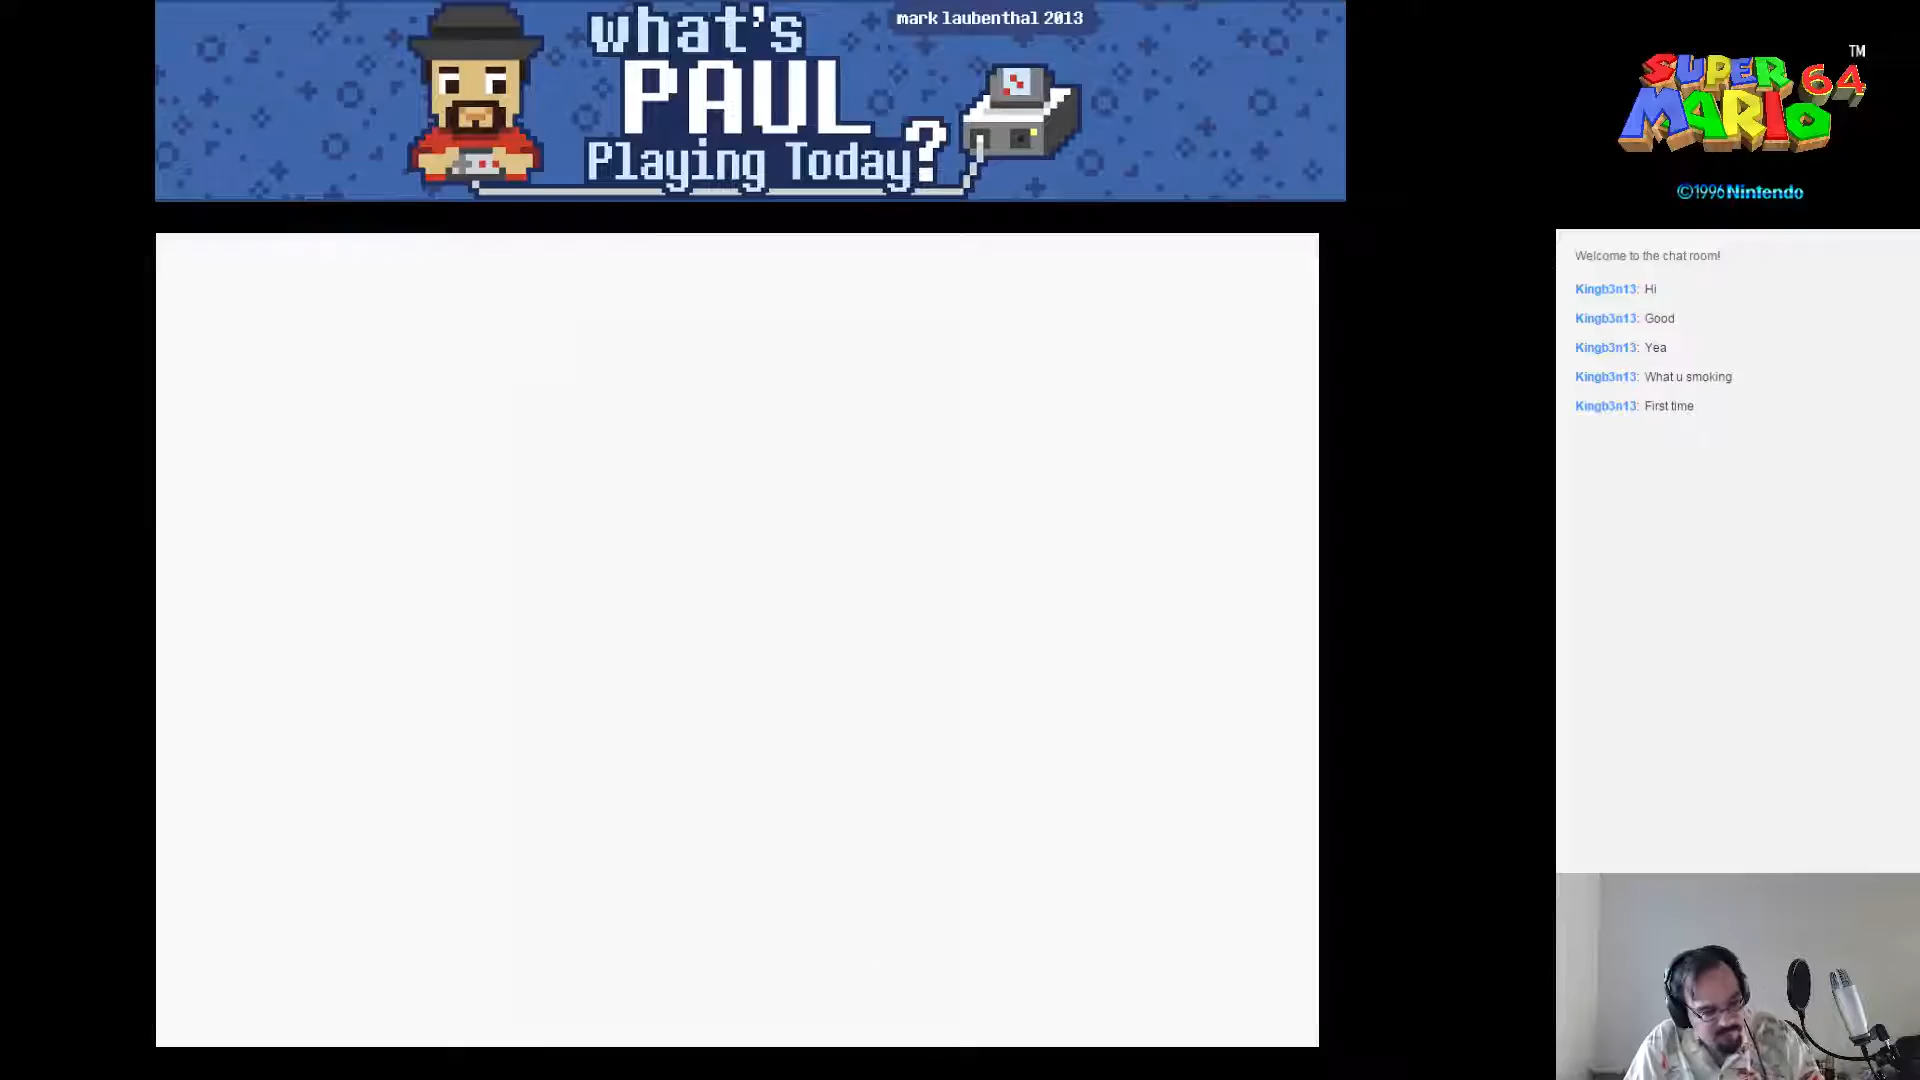 what's
PAUL
Playing Today?
mark laubenthal 2013
SUPER
MARIO
64
TM
©1996 Nintendo
Welcome to the chat room!
Kingb3n13: Hi
Kingb3n13: Good
Kingb3n13: Yea
Kingb3n13: What u smoking
Kingb3n13: First time